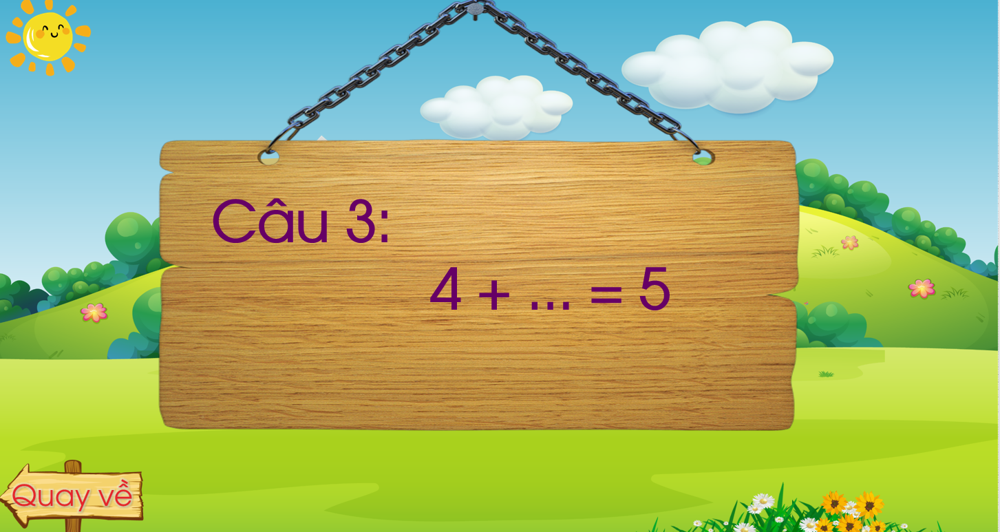 Câu 3:
4 + ... = 5
Quay về